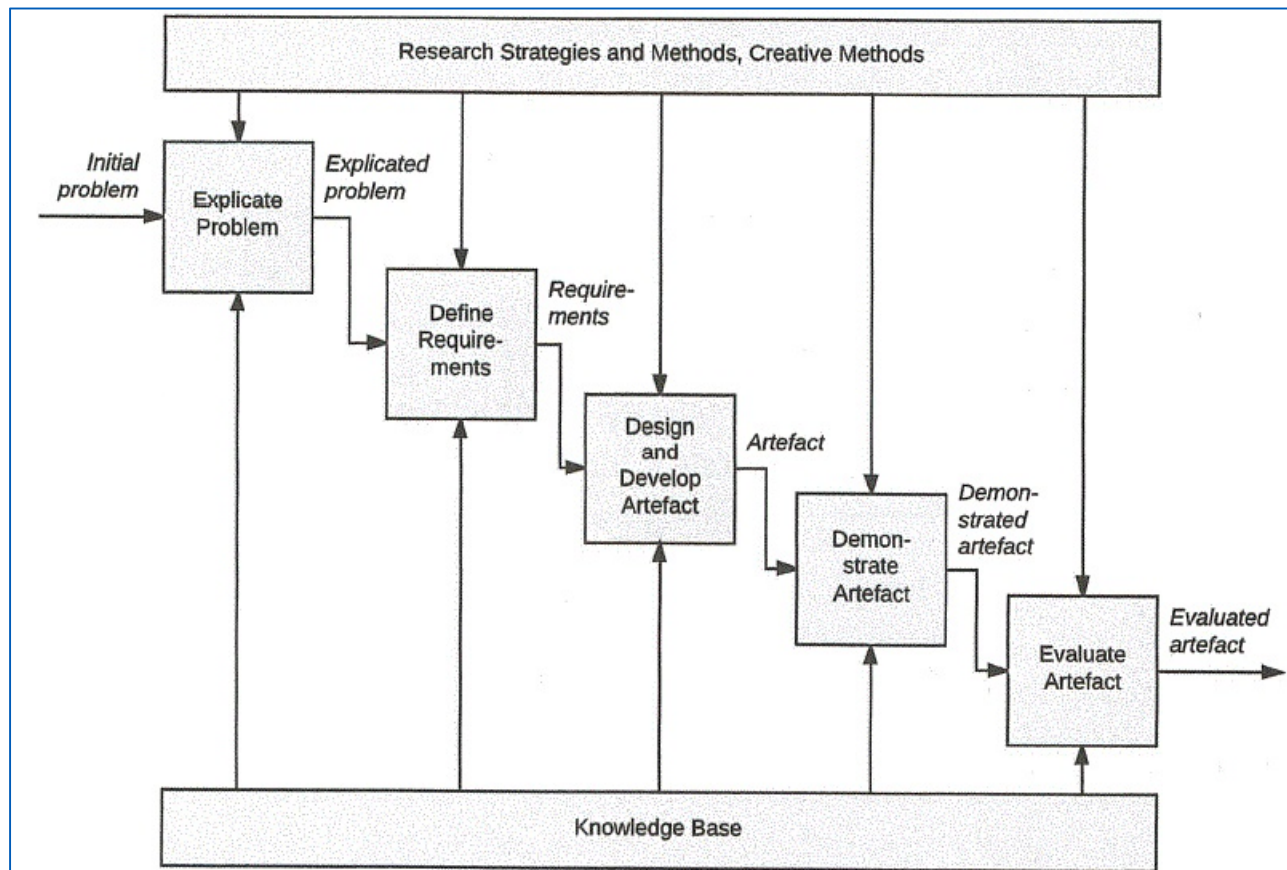 Research Strategies and Methods, Creative Methods
Initial
problem
Explicate
Problem
Explicated
problem
Define
Require-
ments
Require-
ments
Design
and
Develop
Artefact
Artefact
Demon-
strate
Artefact
Demon-
strated
artefact
Evaluate
Artefact
Evaluated
artefact
Knowledge Base